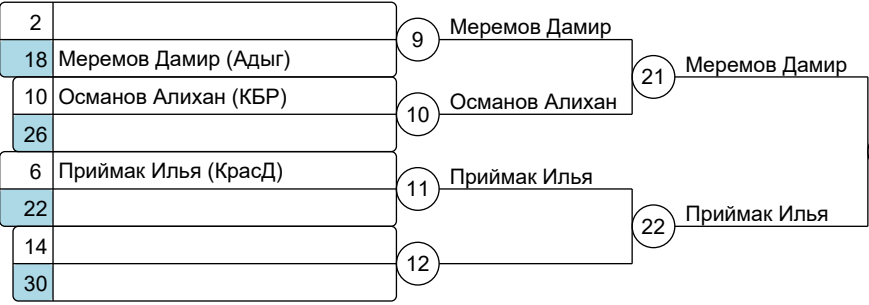 2
9
Меремов Дамир
18 Меремов Дамир (Адыг)
21
Меремов Дамир
10 Османов Алихан (КБР)
10
Османов Алихан
26
6 Приймак Илья (КрасД)
11
Приймак Илья
22
22
Приймак Илья
14
12
30